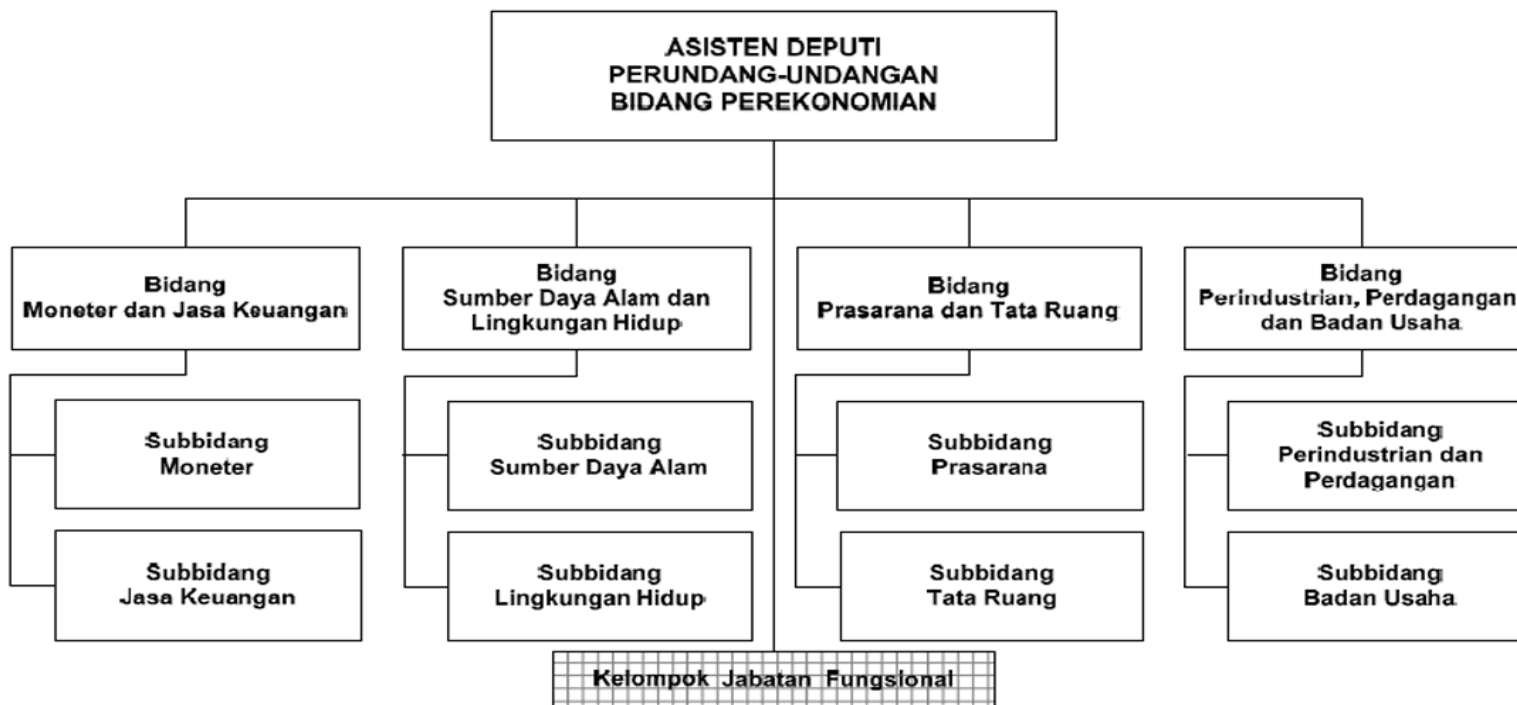 ASISTEN DEPUTI
PERUNDANG-UNDANGAN
BIDANG PEREKONOMIAN
Bidang
Moneter dan Jasa Keuangan
Bidang
Sumber Daya Alam dan
Lingkungan Hidup
Bidang
Prasarana dan Tata Ruang
Bidang
Perindustrian, Perdagangan
dan Badan Usaha
Subbidang
Moneter
Subbidang
Sumber Daya Alam
Subbidang
Prasarana
Subbidang
Perindustrian dan
Perdagangan
Subbidang
Jasa Keuangan
Subbidang
Lingkungan Hidup
Subbidang
Tata Ruang
Subbidang
Badan Usaha
Kelompok Jabatan Fungsional